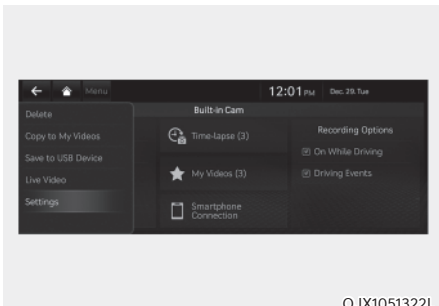 Menu
12:01 PM
Dec. 29. Tue
Built-in Cam
Delete
Copy to My Videos
Save to USB Device
Live Video
Settings
Time-lapse (3)
My Videos (3)
Smartphone
Connection
Recording Options
On While Driving
Driving Events
OJX1051322L